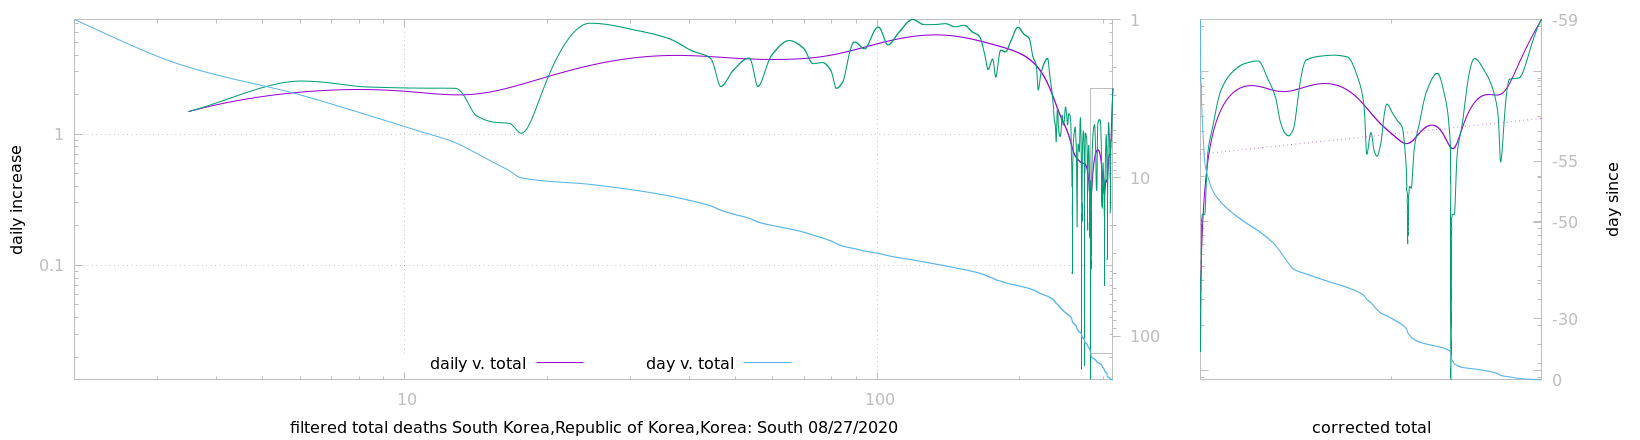 1
-59
1
daily increase
10
-55
day since
-50
0.1
-30
100
daily v. total
day v. total
0
10
100
filtered total deaths South Korea,Republic of Korea,Korea: South 08/27/2020
corrected total